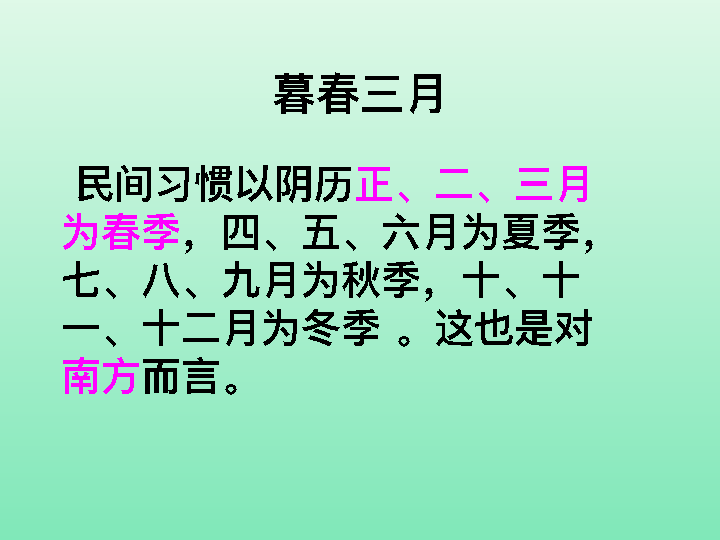 暮春三月
民间习惯以阴历正、二、三月
为春季，四、五、六月为夏季，
七、八、九月为秋季，十、十
一、十二月为冬季 。这也是对
南方而言。